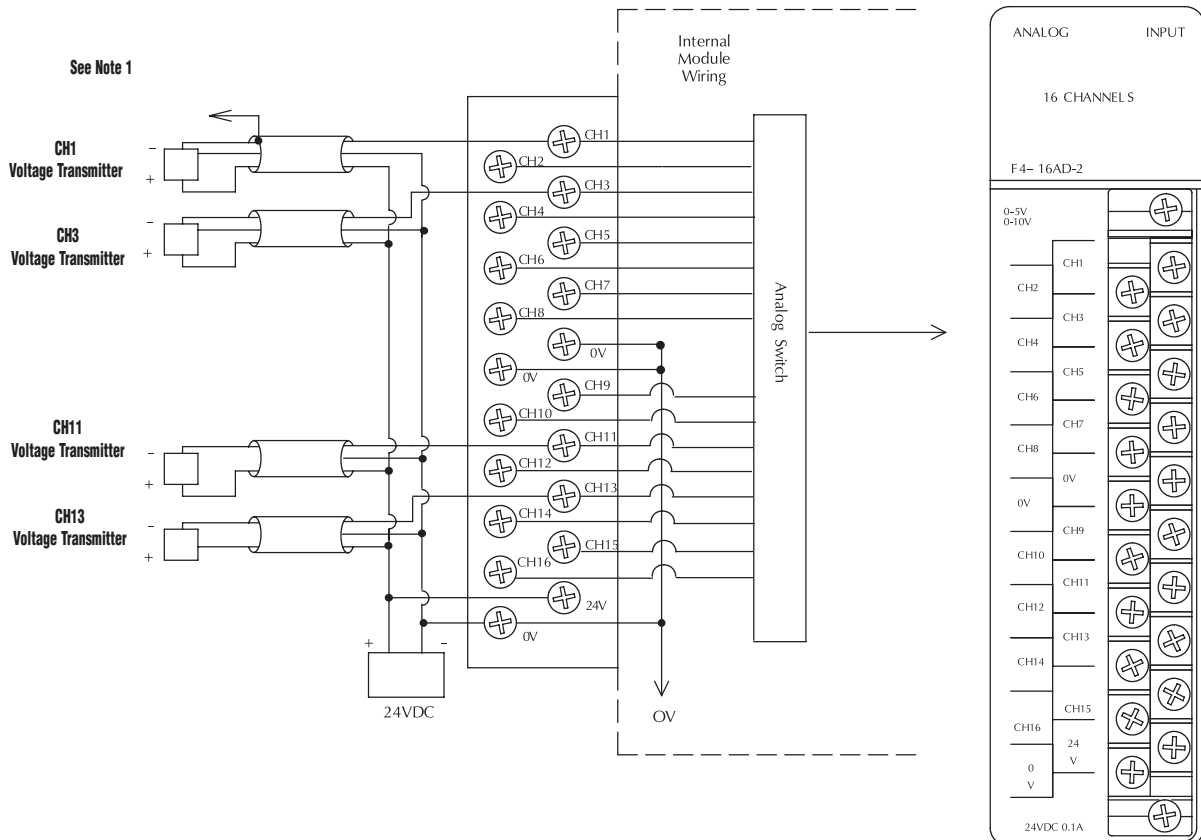 See Note 1
CH1
Voltage Transmitter
-
+
CH3
Voltage Transmitter
-
+
CH11
Voltage Transmitter
-
+
CH13
Voltage Transmitter
-
+
+ -
24VDC
Internal
Module
Wiring
CH1
CH2
CH3
CH4
CH5
CH6
CH7
CH8
0V
0V
CH9
CH10
CH11
CH12
CH13
CH14
CH15
CH16
24V
0V
Analog Switch
OV
ANALOG INPUT
16 CHANNELS
F4-16AD-2
0-5V
0-10V
CH1
CH2
CH3
CH4
CH5
CH6
CH7
CH8
0V
0V
CH9
CH10
CH11
CH12
CH13
CH14
CH15
CH16
24
V
0
V
24VDC 0.1A